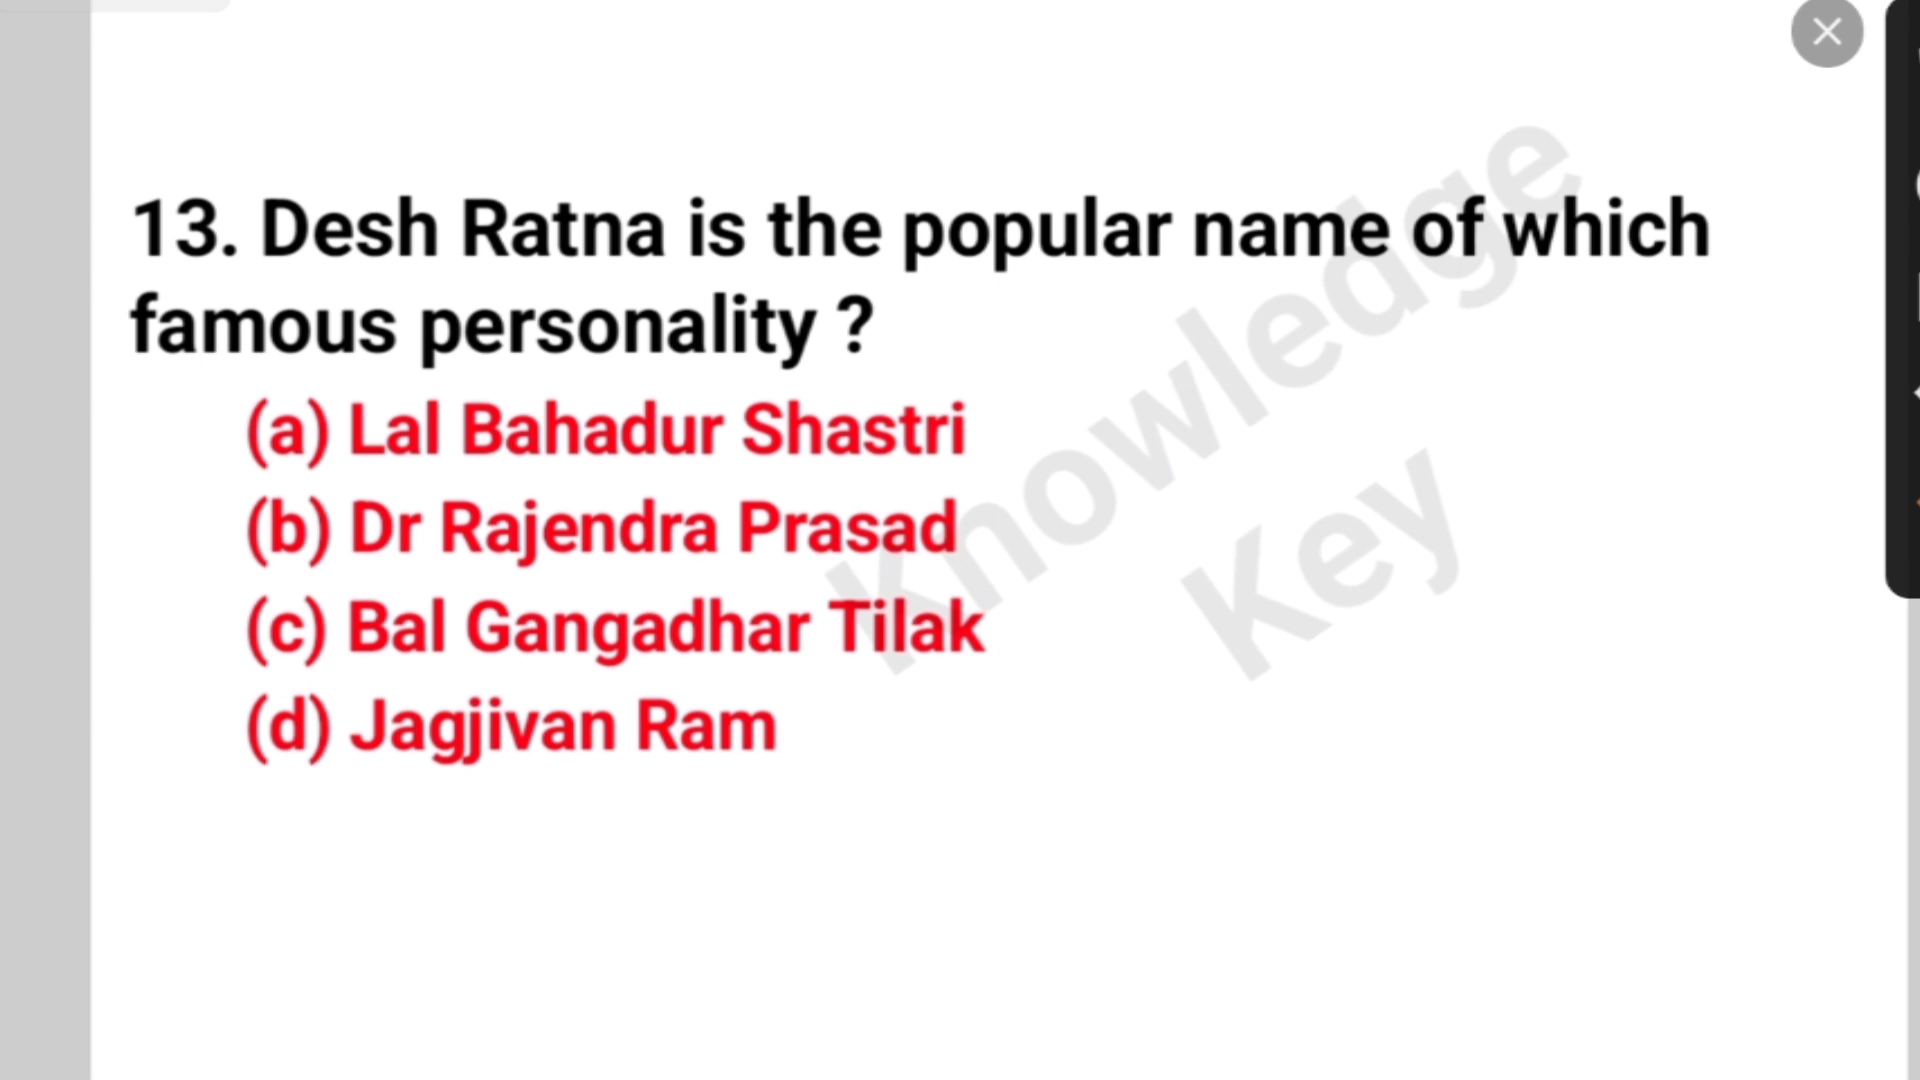 13. Desh Ratna is the popular name of which
famous personality ?
(a) Lal Bahadur Shastri
(b) Dr Rajendra Prasad
(c) Bal Gangadhar Tilak
(d) Jagjivan Ram
Knowledge
Key